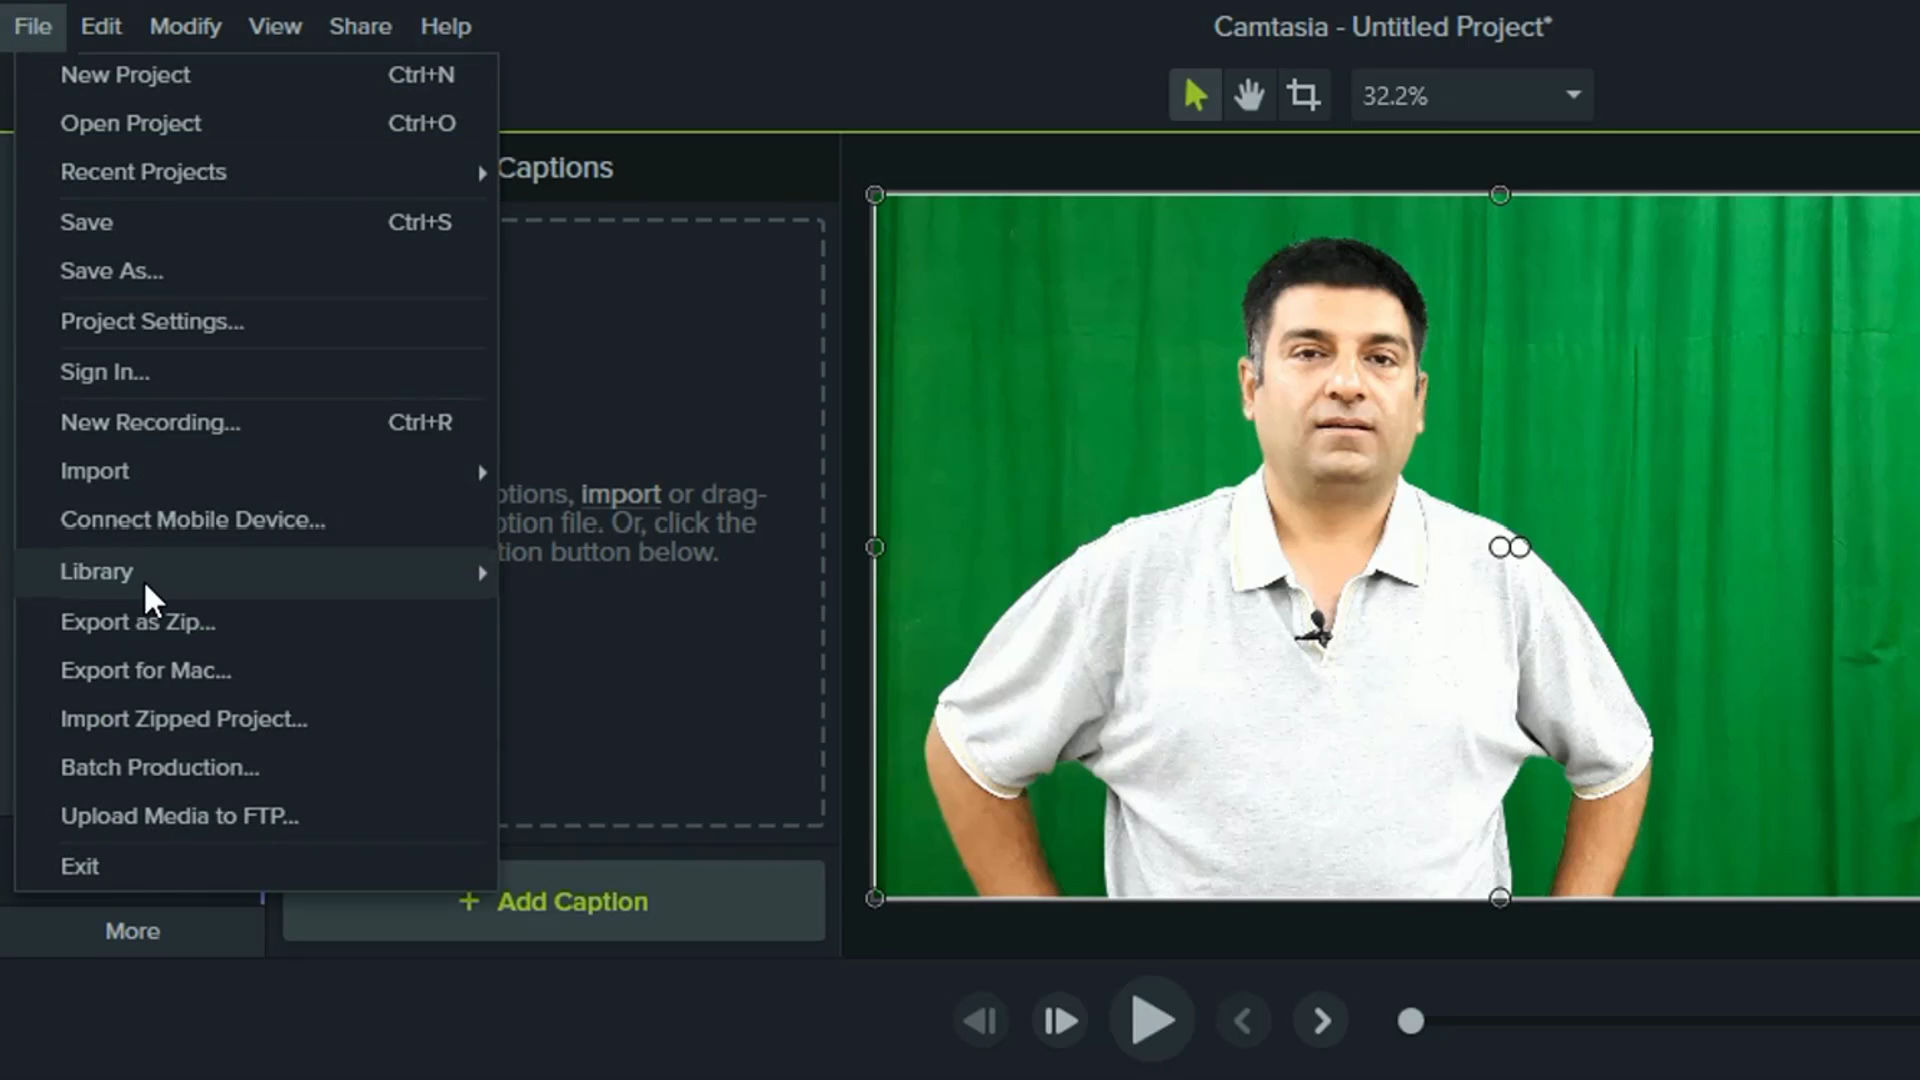 File Edit Modify View Share Help
Camtasia - Untitled Project*
32.2%
New Project Ctrl+N
Open Project Ctrl+O
Recent Projects
Save Ctrl+S
Save As...
Project Settings...
Sign In...
New Recording... Ctrl+R
Import
Connect Mobile Device...
Library
Export as Zip...
Export for Mac...
Import Zipped Project...
Batch Production...
Upload Media to FTP...
Exit
More
Captions
import or drag-
file. Or, click the
button below.
+ Add Caption